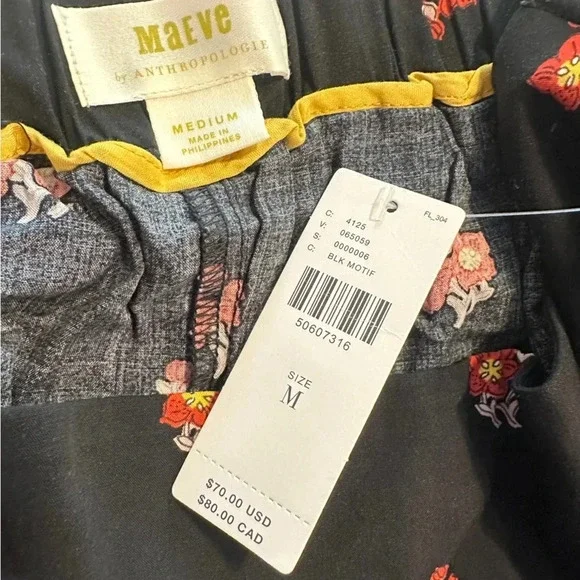 MaEVe
by ANTHROPOLOGIE
MEDIUM
MADE IN
PHILIPPINES
FL_304
C: 4125
V: 065059
S: 0000006
C: BLK MOTIF
50607316
SIZE
M
$70.00 USD
$80.00 CAD